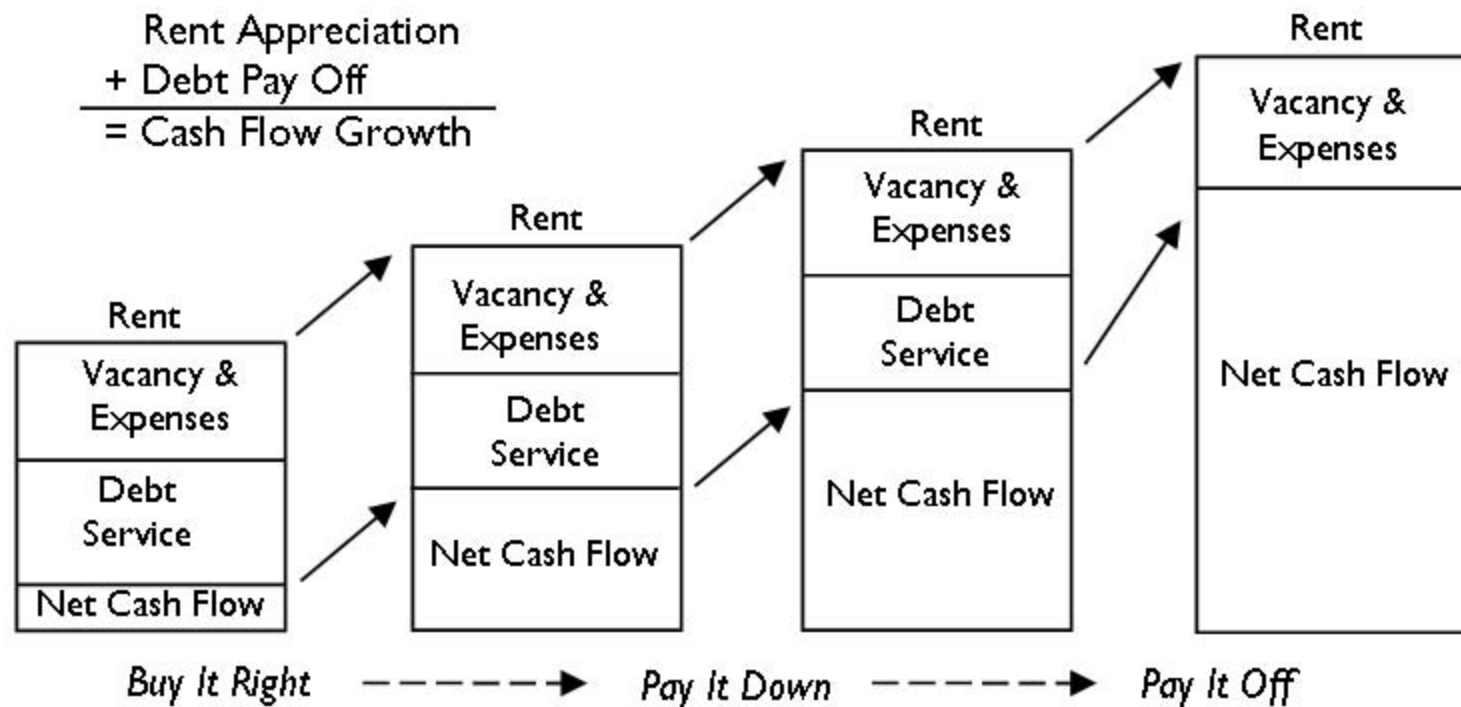 Rent Appreciation
+ Debt Pay Off
= Cash Flow Growth
Rent
Vacancy &
Expenses
Debt
Service
Net Cash Flow
Rent
Vacancy &
Expenses
Debt
Service
Net Cash Flow
Rent
Vacancy &
Expenses
Debt
Service
Net Cash Flow
Rent
Vacancy &
Expenses
Net Cash Flow
Buy It Right
Pay It Down
Pay It Off